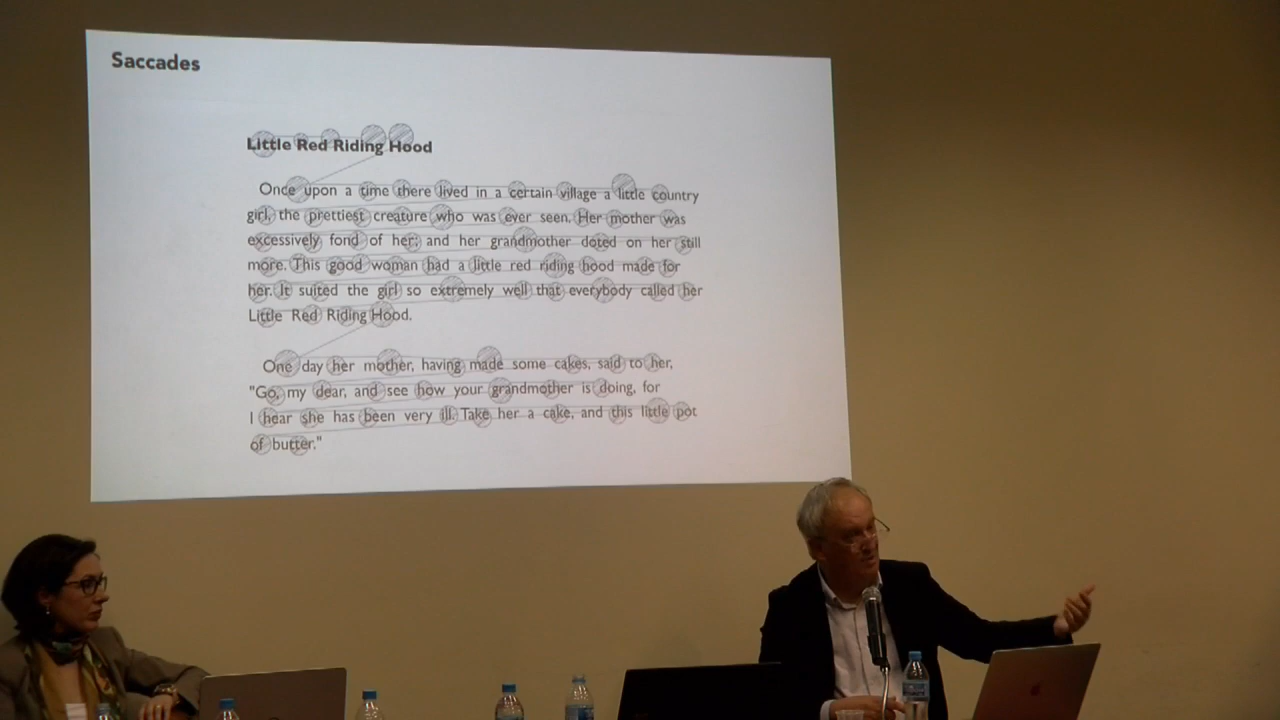 Saccades
Little Red Riding Hood
Once upon a time there lived in a certain village a little country
girl, the prettiest creature who was ever seen. Her mother was
excessively fond of her; and her grandmother doted on her still
more. This good woman had a little red riding hood made for
her. It suited the girl so extremely well that everybody called her
Little Red Riding Hood.
One day her mother, having made some cakes, said to her,
"Go, my dear, and see how your grandmother is doing, for
I hear she has been very ill. Take her a cake, and this little pot
of butter."